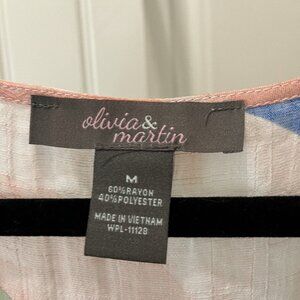 olivia &
martin
M
60%RAYON
40%POLYESTER
MADE IN VIETNAM
WPL-11128